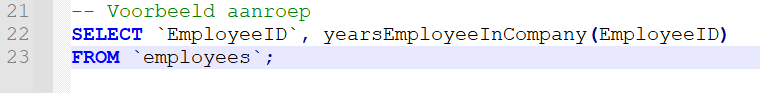 21 -- Voorbeeld aanroep
22 SELECT `EmployeeID`, yearsEmployeeInCompany(EmployeeID)
23 FROM `employees`;